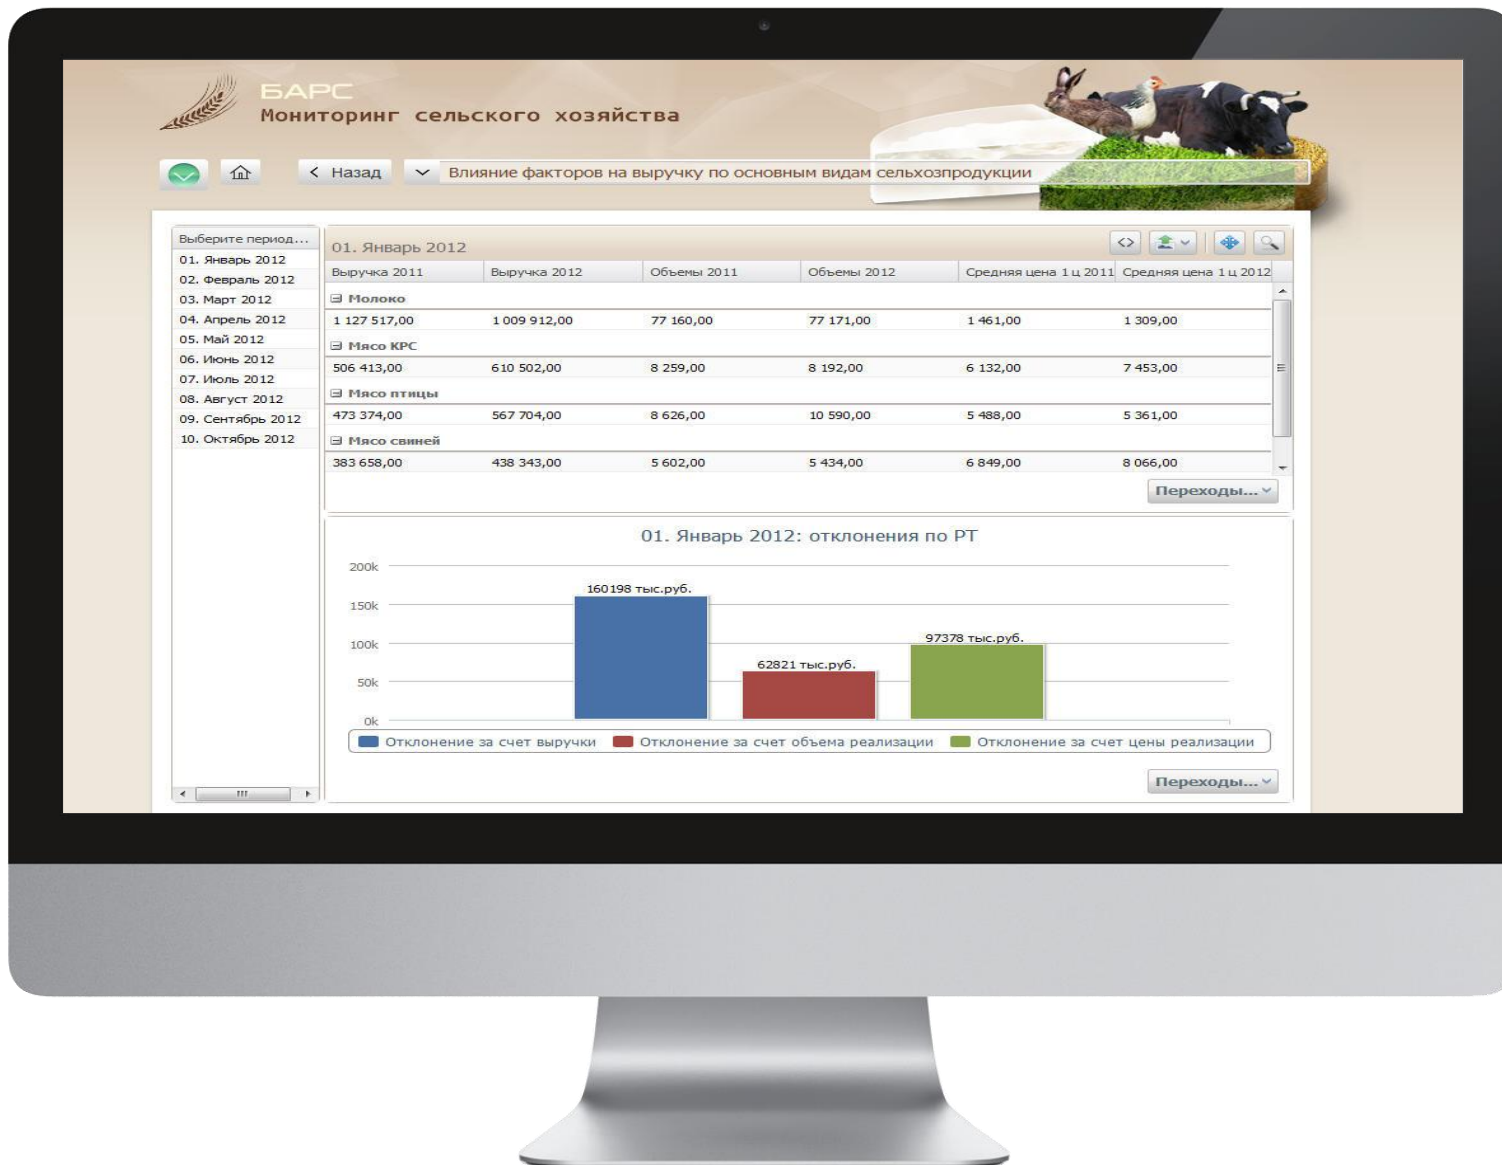 БАРС
Мониторинг сельского хозяйства
Назад
Влияние факторов на выручку по основным видам сельхозпродукции
Выберите период...
01. Январь 2012
02. Февраль 2012
03. Март 2012
04. Апрель 2012
05. Май 2012
06. Июнь 2012
07. Июль 2012
08. Август 2012
09. Сентябрь 2012
10. Октябрь 2012
01. Январь 2012
Выручка 2011 Выручка 2012 Объемы 2011 Объемы 2012 Средняя цена 1 ц 2011 Средняя цена 1 ц 2012
Молоко
1 127 517,00 1 009 912,00 77 160,00 77 171,00 1 461,00 1 309,00
Мясо КРС
506 413,00 610 502,00 8 259,00 8 192,00 6 132,00 7 453,00
Мясо птицы
473 374,00 567 704,00 8 626,00 10 590,00 5 488,00 5 361,00
Мясо свиней
383 658,00 438 343,00 5 602,00 5 434,00 6 849,00 8 066,00
Переходы...
01. Январь 2012: отклонения по РТ
200k
160198 тыс.руб.
150k
97378 тыс.руб.
100k
62821 тыс.руб.
50k
0k
Отклонение за счет выручки Отклонение за счет объема реализации Отклонение за счет цены реализации
Переходы...